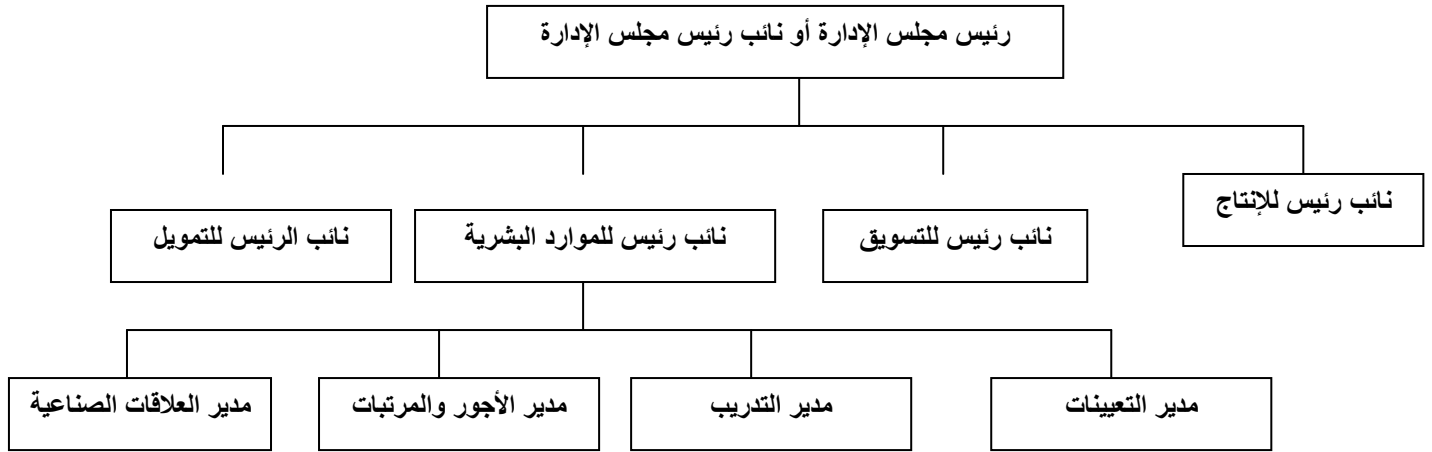 رئيس مجلس الإدارة أو نائب رئيس مجلس الإدارة
نائب رئيس للإنتاج
نائب رئيس للتسويق
نائب رئيس للموارد البشرية
نائب الرئيس للتمويل
مدير التعيينات
مدير التدريب
مدير الأجور والمرتبات
مدير العلاقات الصناعية